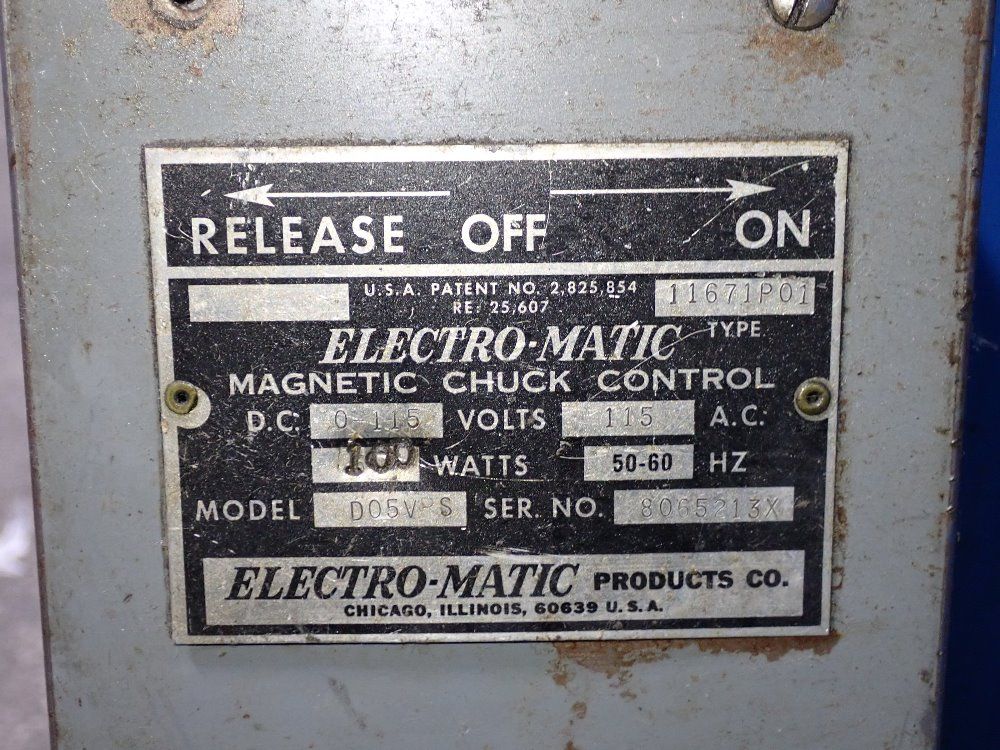 RELEASE OFF ON
U.S.A. PATENT NO. 2,825,854 11671P01
RE: 25,607 TYPE
ELECTRO-MATIC
MAGNETIC CHUCK CONTROL
D.C: 0-115 VOLTS 115 A.C:
100 WATTS 50-60 HZ
MODEL SER. NO. 8065213X
ELECTRO-MATIC PRODUCTS CO.
CHICAGO, ILLINOIS, 60639 U.S.A.